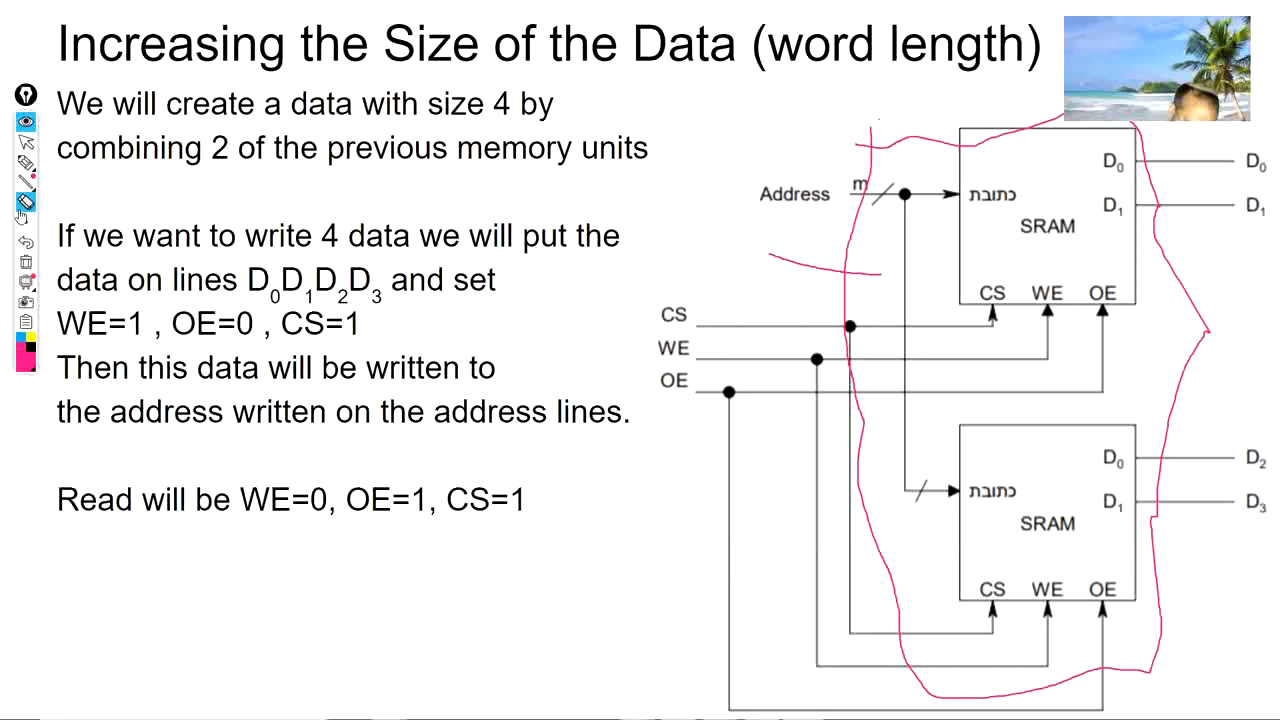 Increasing the Size of the Data (word length)
We will create a data with size 4 by
combining 2 of the previous memory units
If we want to write 4 data we will put the
data on lines D0D1D2D3 and set
WE=1 , OE=0 , CS=1
Then this data will be written to
the address written on the address lines.
Read will be WE=0, OE=1, CS=1
D0 D0
Address m כתובת D1 D1
SRAM
CS WE OE
CS
WE
OE
D0 D2
כתובת D1 D3
SRAM
CS WE OE